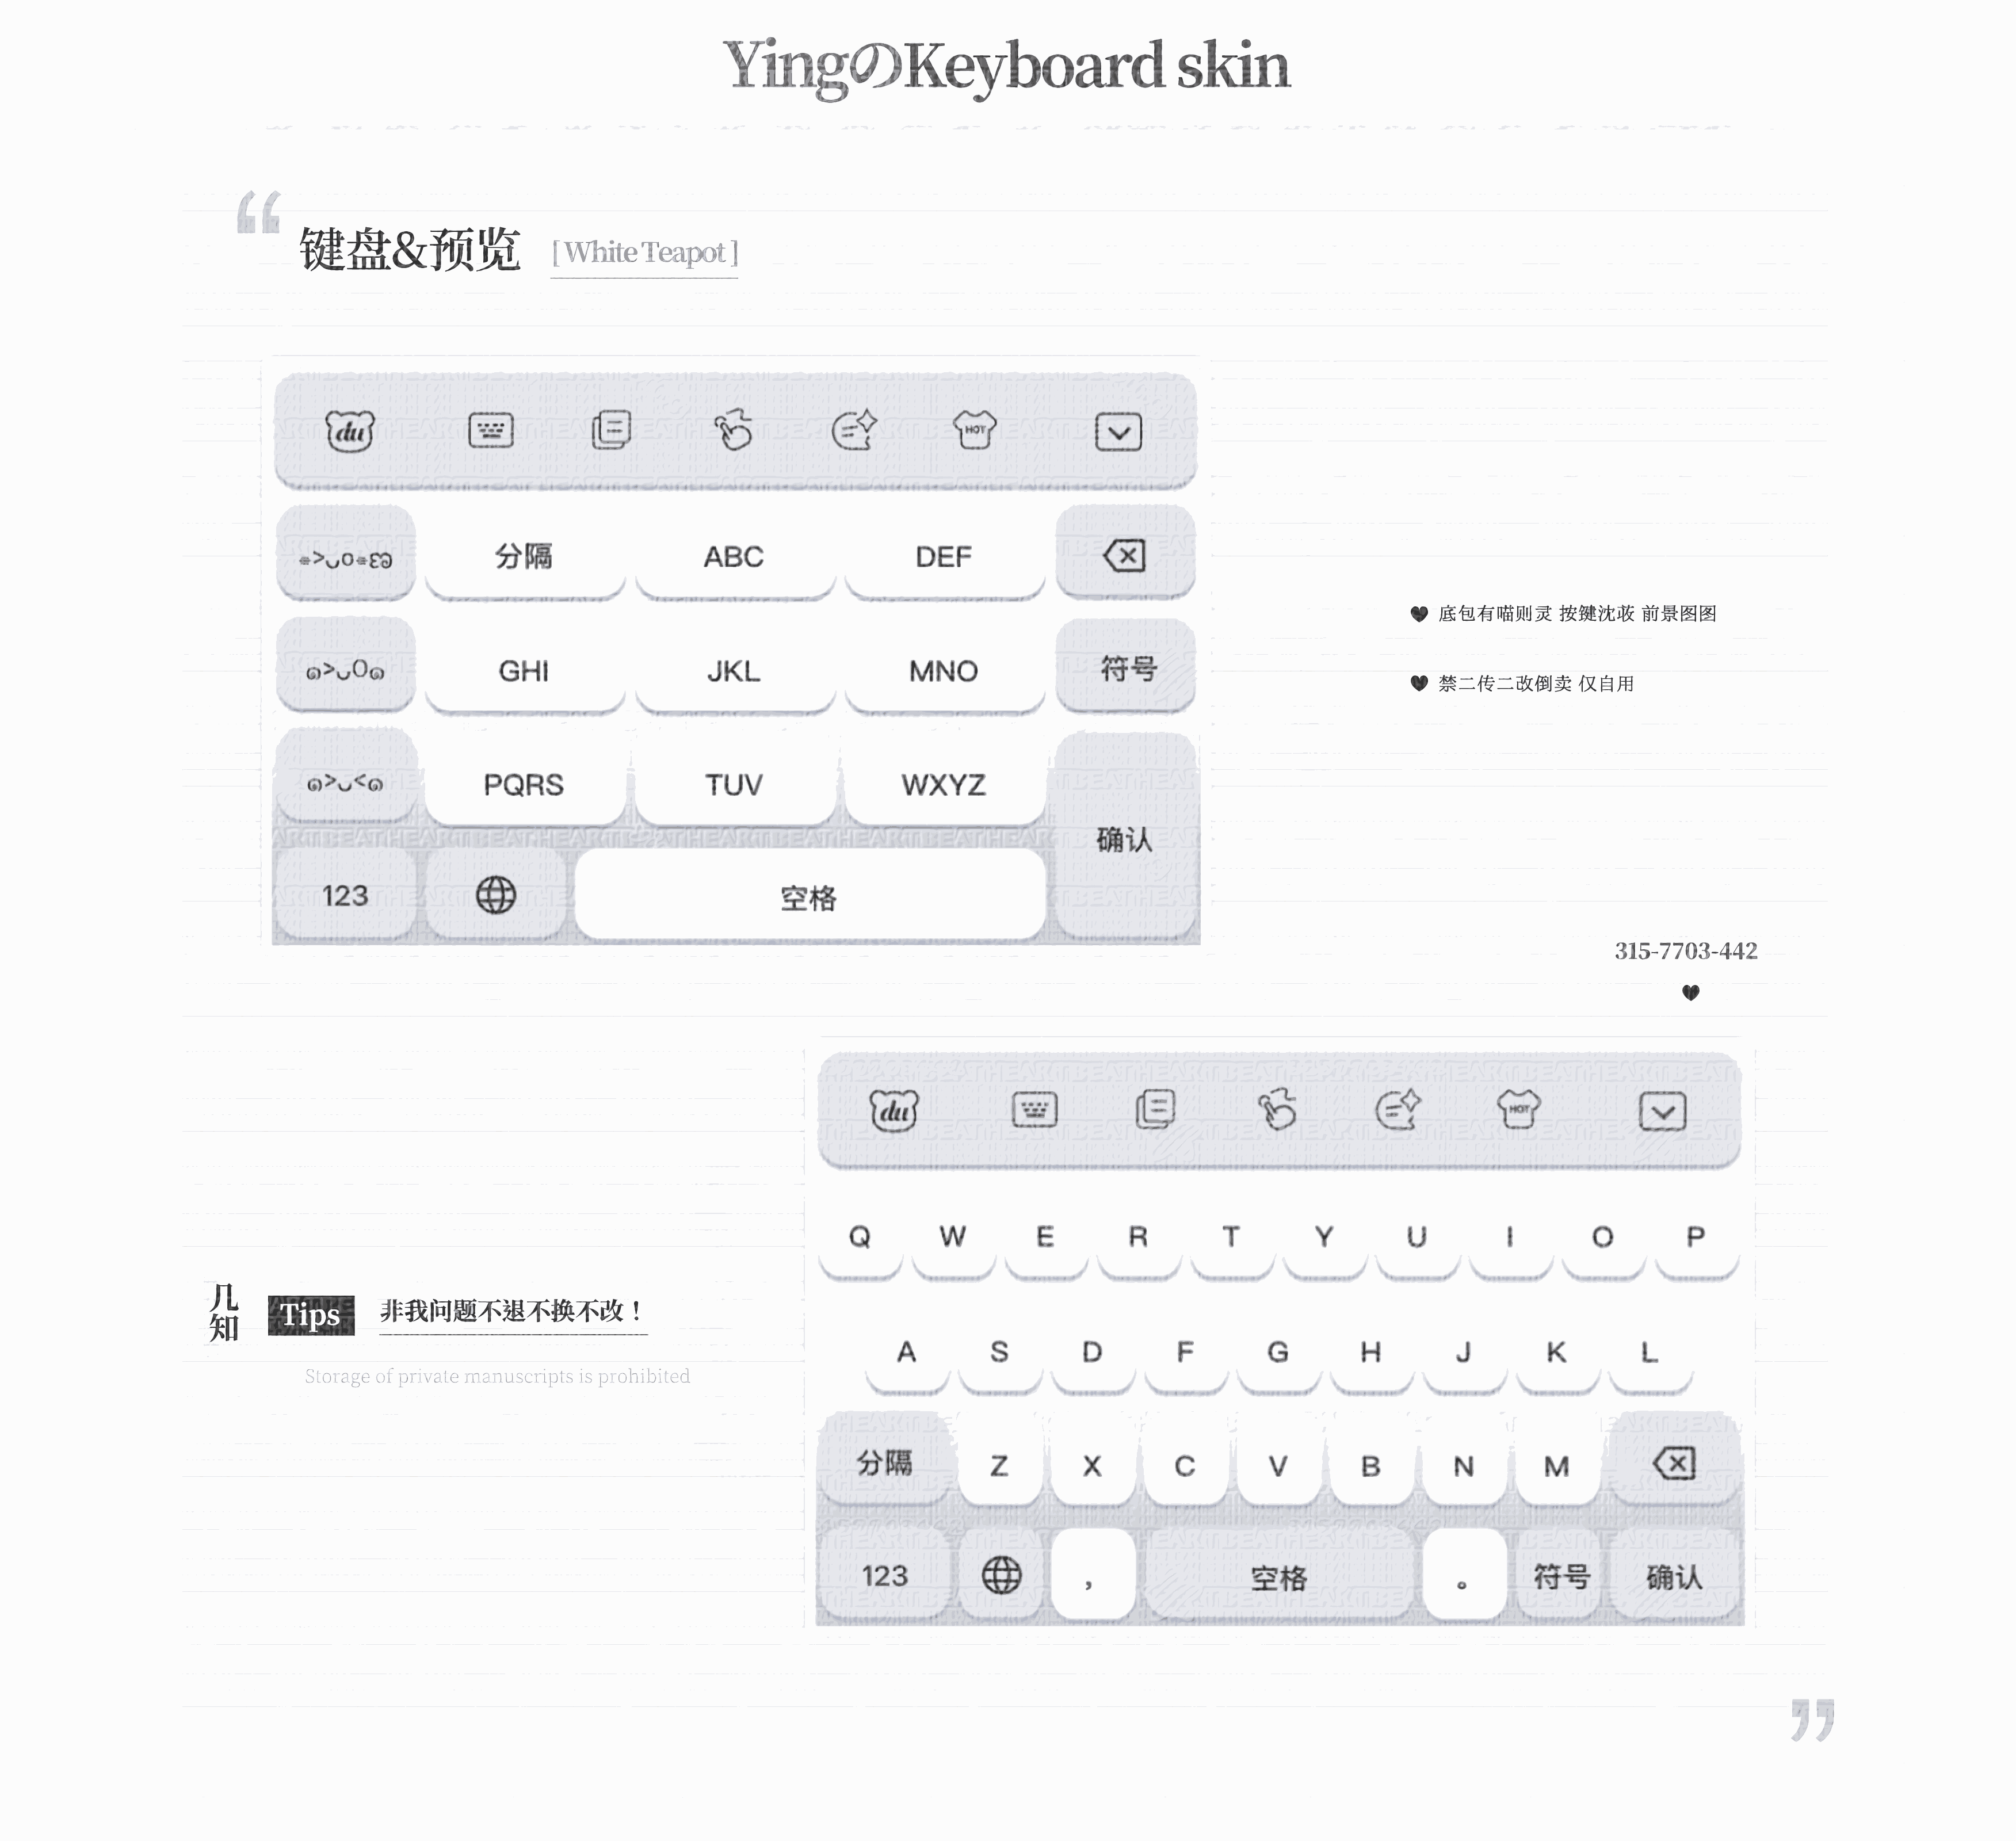 YingのKeyboard skin
“
键盘&预览 [ White Teapot ]
du HOT
分隔 ABC DEF
GHI JKL MNO 符号
PQRS TUV WXYZ
确认
123 空格
底包有喵则灵 按键沈荍 前景图图
禁二传二改倒卖 仅自用
315-7703-442
du HOT
Q W E R T Y U I O P
A S D F G H J K L
分隔 Z X C V B N M
123 , 空格 。 符号 确认
几知 Tips 非我问题不退不换不改！
Storage of private manuscripts is prohibited
”